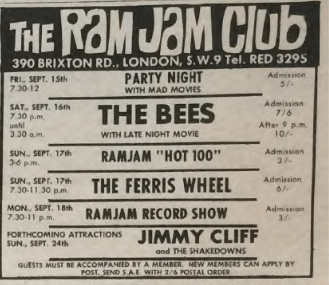 THE RAM JAM CLUB
390 BRIXTON RD., LONDON, S.W.9 Tel. RED 3295
FRI., SEPT. 15th PARTY NIGHT Admission
7.30-12 WITH MAD MOVIES 5/-
SAT., SEPT. 16th Admission
7.30 p.m. THE BEES 7/6
until After 9 p.m.
3.30 a.m. WITH LATE NIGHT MOVIE 10/-
SUN., SEPT. 17th RAMJAM "HOT 100" Admission
3-6 p.m. 3/-
SUN., SEPT. 17th THE FERRIS WHEEL Admission
7.30-11.30 p.m. 6/-
MON., SEPT. 18th RAMJAM RECORD SHOW Admission
7.30-11 p.m. 3/-
FORTHCOMING ATTRACTIONS JIMMY CLIFF
SUN., SEPT. 24th and THE SHAKEDOWNS
GUESTS MUST BE ACCOMPANIED BY A MEMBER. NEW MEMBERS CAN APPLY BY
POST, SEND S.A.E. WITH 2/6 POSTAL ORDER